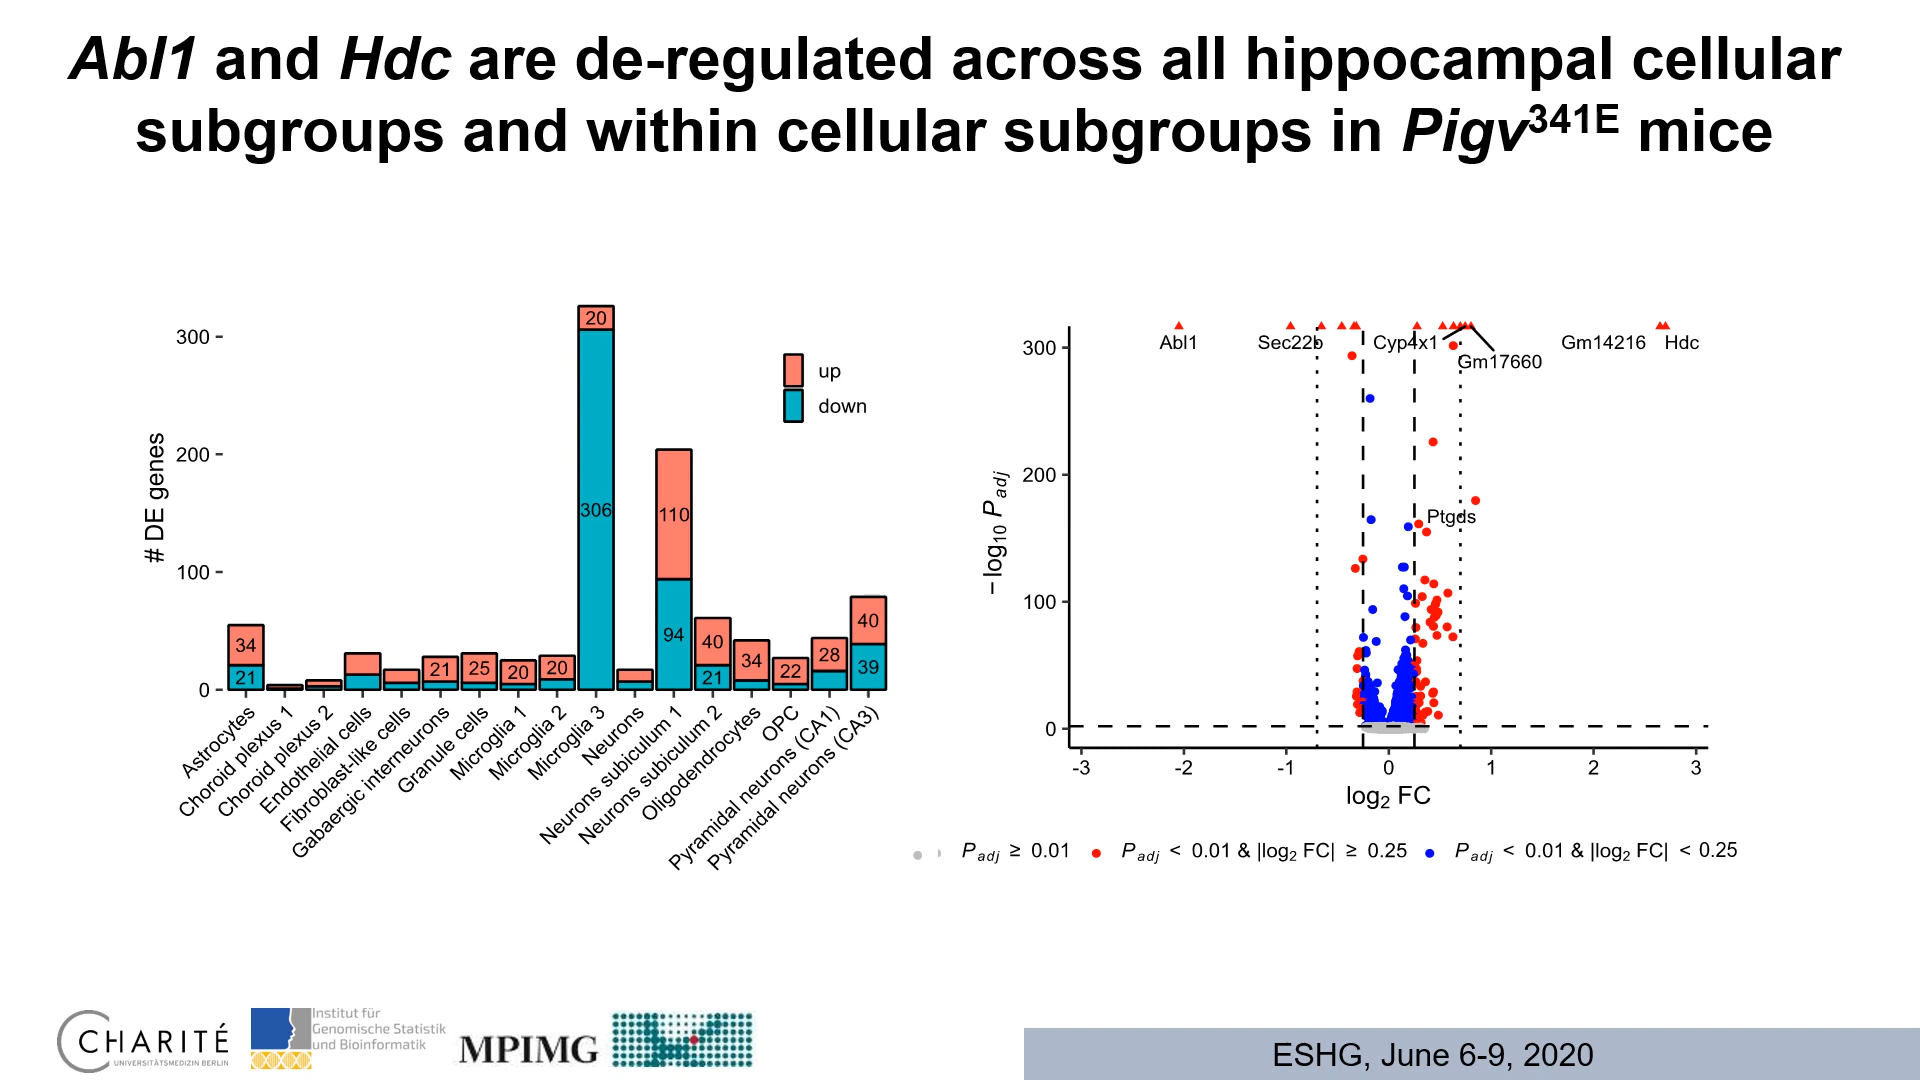 Abl1 and Hdc are de-regulated across all hippocampal cellular
subgroups and within cellular subgroups in Pigv³⁴¹ᴱ mice
# DE genes
300
200
100
0
34
21
21
25
20
20
20
306
110
94
40
21
34
22
28
40
39
up
down
Astrocytes
Choroid plexus 1
Choroid plexus 2
Endothelial cells
Fibroblast-like cells
Gabaergic interneurons
Granule cells
Microglia 1
Microglia 2
Microglia 3
Neurons
Neurons subiculum 1
Neurons subiculum 2
Oligodendrocytes
OPC
Pyramidal neurons (CA1)
Pyramidal neurons (CA3)
−log₁₀ P adj
300
200
100
0
Abl1
Sec22b
Cyp4x1
Gm17660
Gm14216
Hdc
Ptgds
-3
-2
-1
0
1
2
3
log₂ FC
P adj ≥ 0.01
P adj < 0.01 & |log₂ FC| ≥ 0.25
P adj < 0.01 & |log₂ FC| < 0.25
CHARITÉ
UNIVERSITÄTSMEDIZIN BERLIN
Institut für
Genomische Statistik
und Bioinformatik
MPIMG
ESHG, June 6-9, 2020